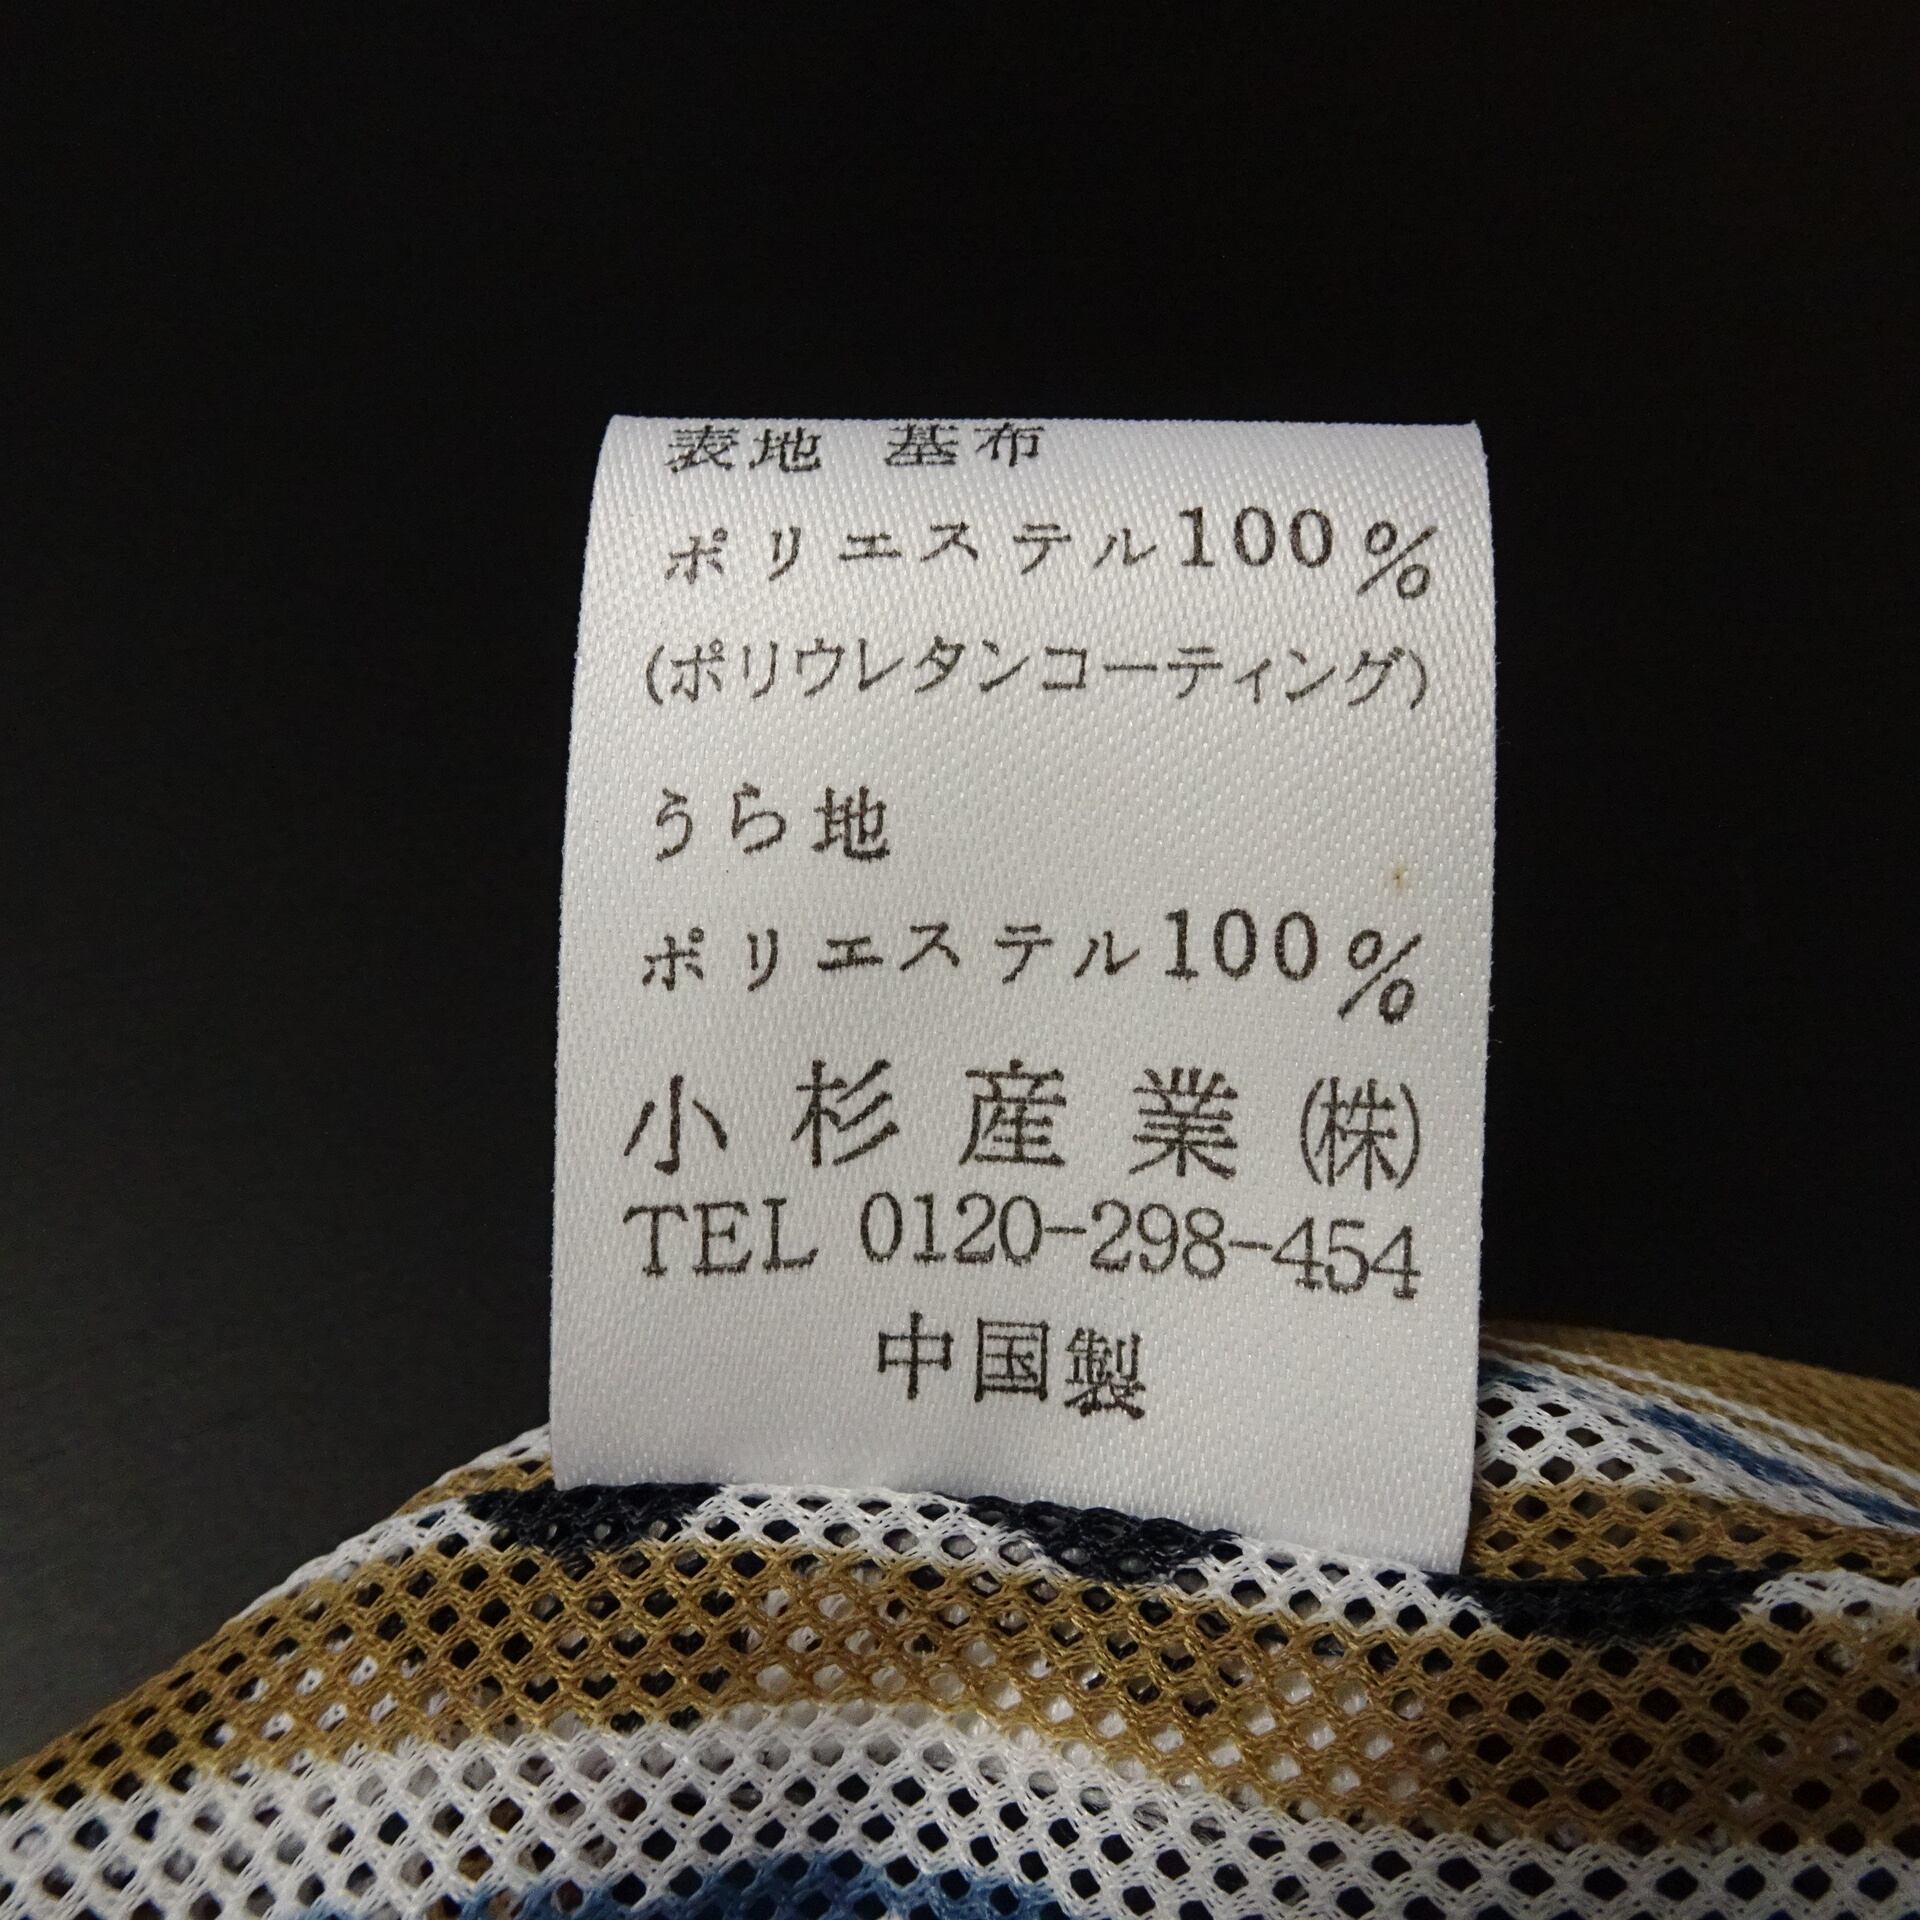 表地 基布
ポリエステル100%
(ポリウレタンコーティング)
うら地
ポリエステル100%
小杉産業(株)
TEL 0120-298-454
中国製